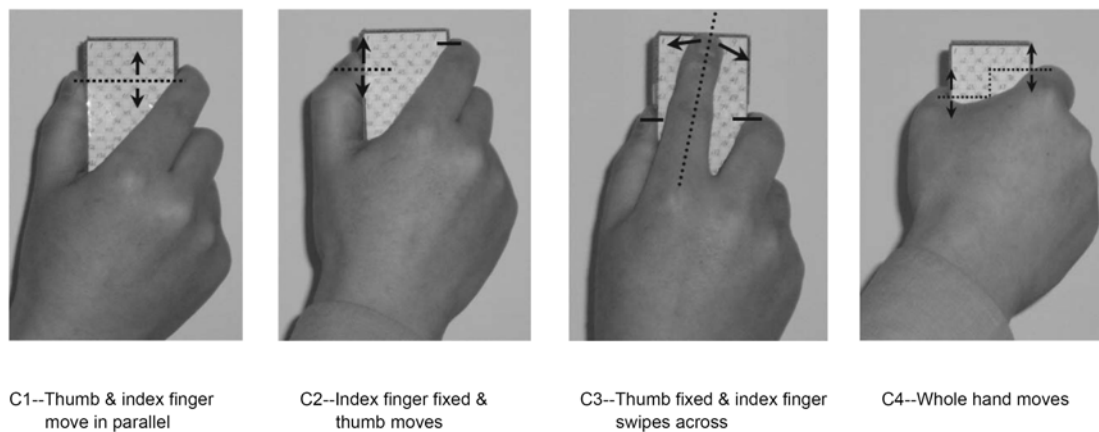 C1--Thumb & index finger
move in parallel
C2--Index finger fixed &
thumb moves
C3--Thumb fixed & index finger
swipes across
C4--Whole hand moves